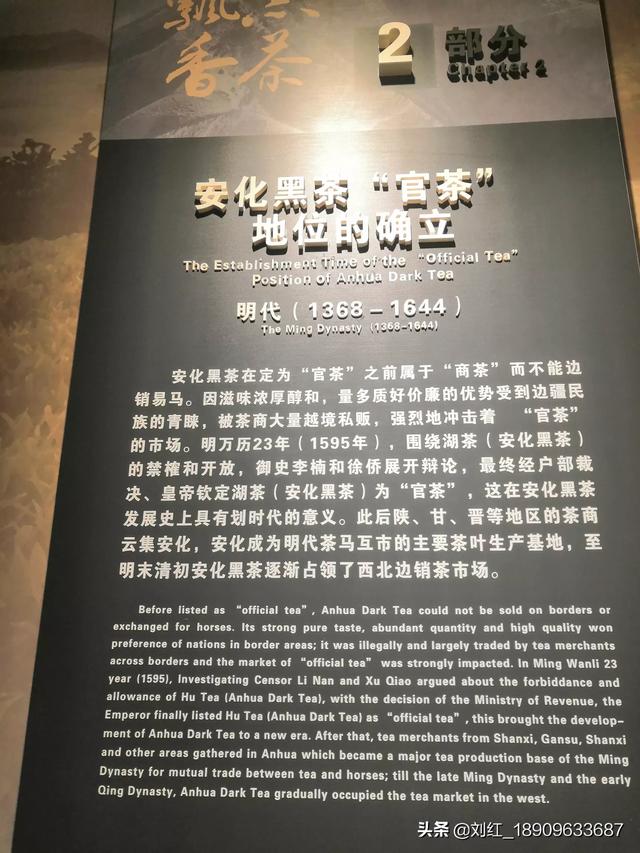 飘
香茶
2
部分
Chapter 2
安化黑茶“官茶”
地位的确立
The Establishment Time of the “Official Tea”
Position of Anhua Dark Tea
明代（1368－1644）
The Ming Dynasty (1368-1644)
安化黑茶在定为“官茶”之前属于“商茶”而不能边
销易马。因滋味浓厚醇和，量多质好价廉的优势受到边疆民
族的青睐，被茶商大量越境私贩，强烈地冲击着 “官茶”
的市场。明万历23年（1595年），围绕湖茶（安化黑茶）
的禁榷和开放，御史李楠和徐侨展开辩论，最终经户部裁
决、皇帝钦定湖茶（安化黑茶）为“官茶”，这在安化黑茶
发展史上具有划时代的意义。此后陕、甘、晋等地区的茶商
云集安化，安化成为明代茶马互市的主要茶叶生产基地，至
明末清初安化黑茶逐渐占领了西北边销茶市场。
Before listed as “official tea”, Anhua Dark Tea could not be sold on borders or
exchanged for horses. Its strong pure taste, abundant quantity and high quality won
preference of nations in border areas; it was illegally and largely traded by tea merchants
across borders and the market of “official tea” was strongly impacted. In Ming Wanli 23
year (1595), Investigating Censor Li Nan and Xu Qiao argued about the forbiddance and
allowance of Hu Tea (Anhua Dark Tea), with the decision of the Ministry of Revenue, the
Emperor finally listed Hu Tea (Anhua Dark Tea) as “official tea”, this brought the develop-
ment of Anhua Dark Tea to a new era. After that, tea merchants from Shanxi, Gansu, Shanxi
and other areas gathered in Anhua which became a major tea production base of the Ming
Dynasty for mutual trade between tea and horses; till the late Ming Dynasty and the early
Qing Dynasty, Anhua Dark Tea gradually occupied the tea market in the west.
头条 @刘红_18909633687